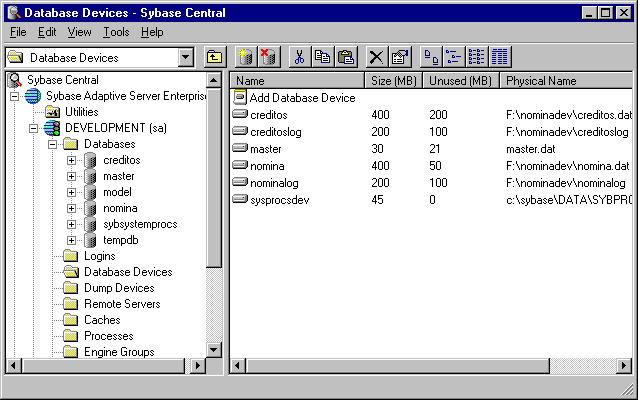 Database Devices - Sybase Central
File Edit View Tools Help
Database Devices
Sybase Central
Sybase Adaptive Server Enterpris
Utilities
DEVELOPMENT (sa)
Databases
creditos
master
model
nomina
sybsystemprocs
tempdb
Logins
Database Devices
Dump Devices
Remote Servers
Caches
Processes
Engine Groups
Name Size (MB) Unused (MB) Physical Name
Add Database Device
creditos 400 200 F:\nominadev\creditos.dat
creditoslog 200 100 F:\nominadev\creditoslog
master 30 21 master.dat
nomina 400 50 F:\nominadev\nomina.dat
nominalog 200 100 F:\nominadev\nominalog
sysprocsdev 45 0 c:\sybase\DATA\SYBPRO